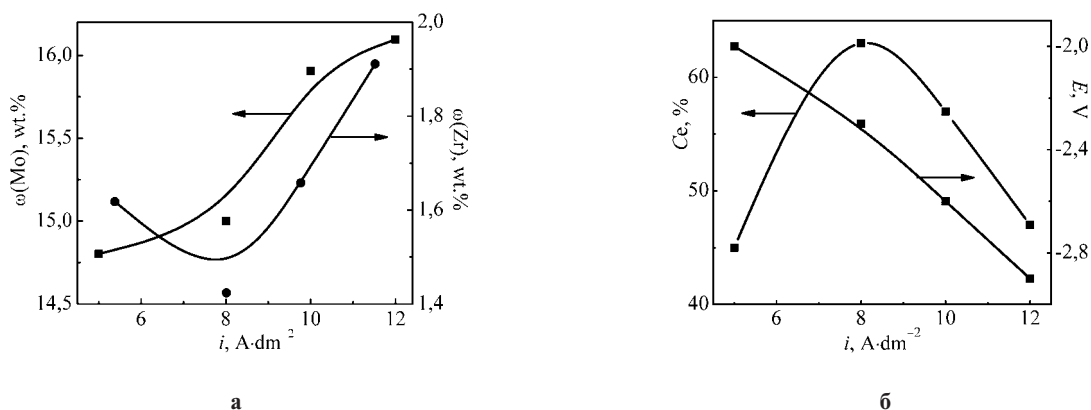 16,0
15,5
15,0
14,5
ω(Mo), wt.%
2,0
1,8
1,6
1,4
ω(Zr), wt.%
6 8 10 12
i, A·dm⁻²
а
60
50
40
Ce, %
-2,0
-2,4
-2,8
E, V
6 8 10 12
i, A·dm⁻²
б